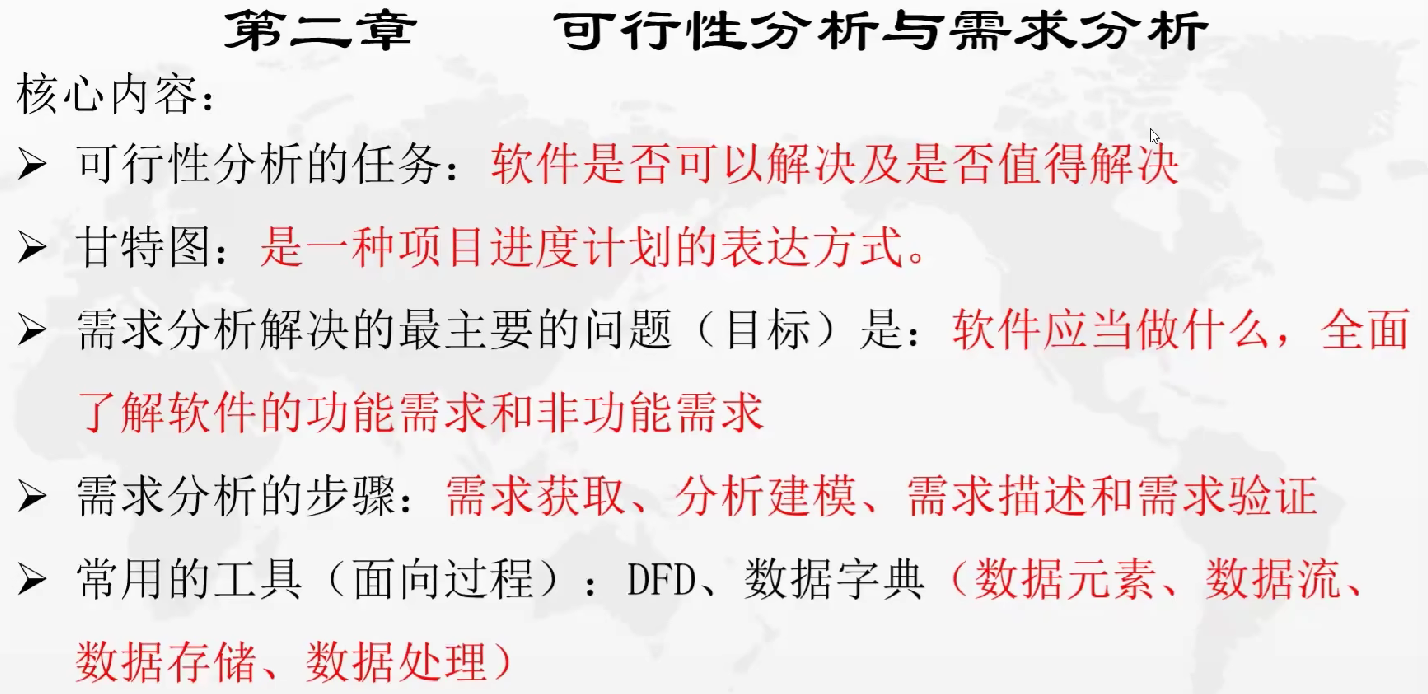 第二章 可行性分析与需求分析
核心内容：
➢ 可行性分析的任务：软件是否可以解决及是否值得解决
➢ 甘特图：是一种项目进度计划的表达方式。
➢ 需求分析解决的最主要的问题（目标）是：软件应当做什么，全面
了解软件的功能需求和非功能需求
➢ 需求分析的步骤：需求获取、分析建模、需求描述和需求验证
➢ 常用的工具（面向过程）：DFD、数据字典（数据元素、数据流、
数据存储、数据处理）